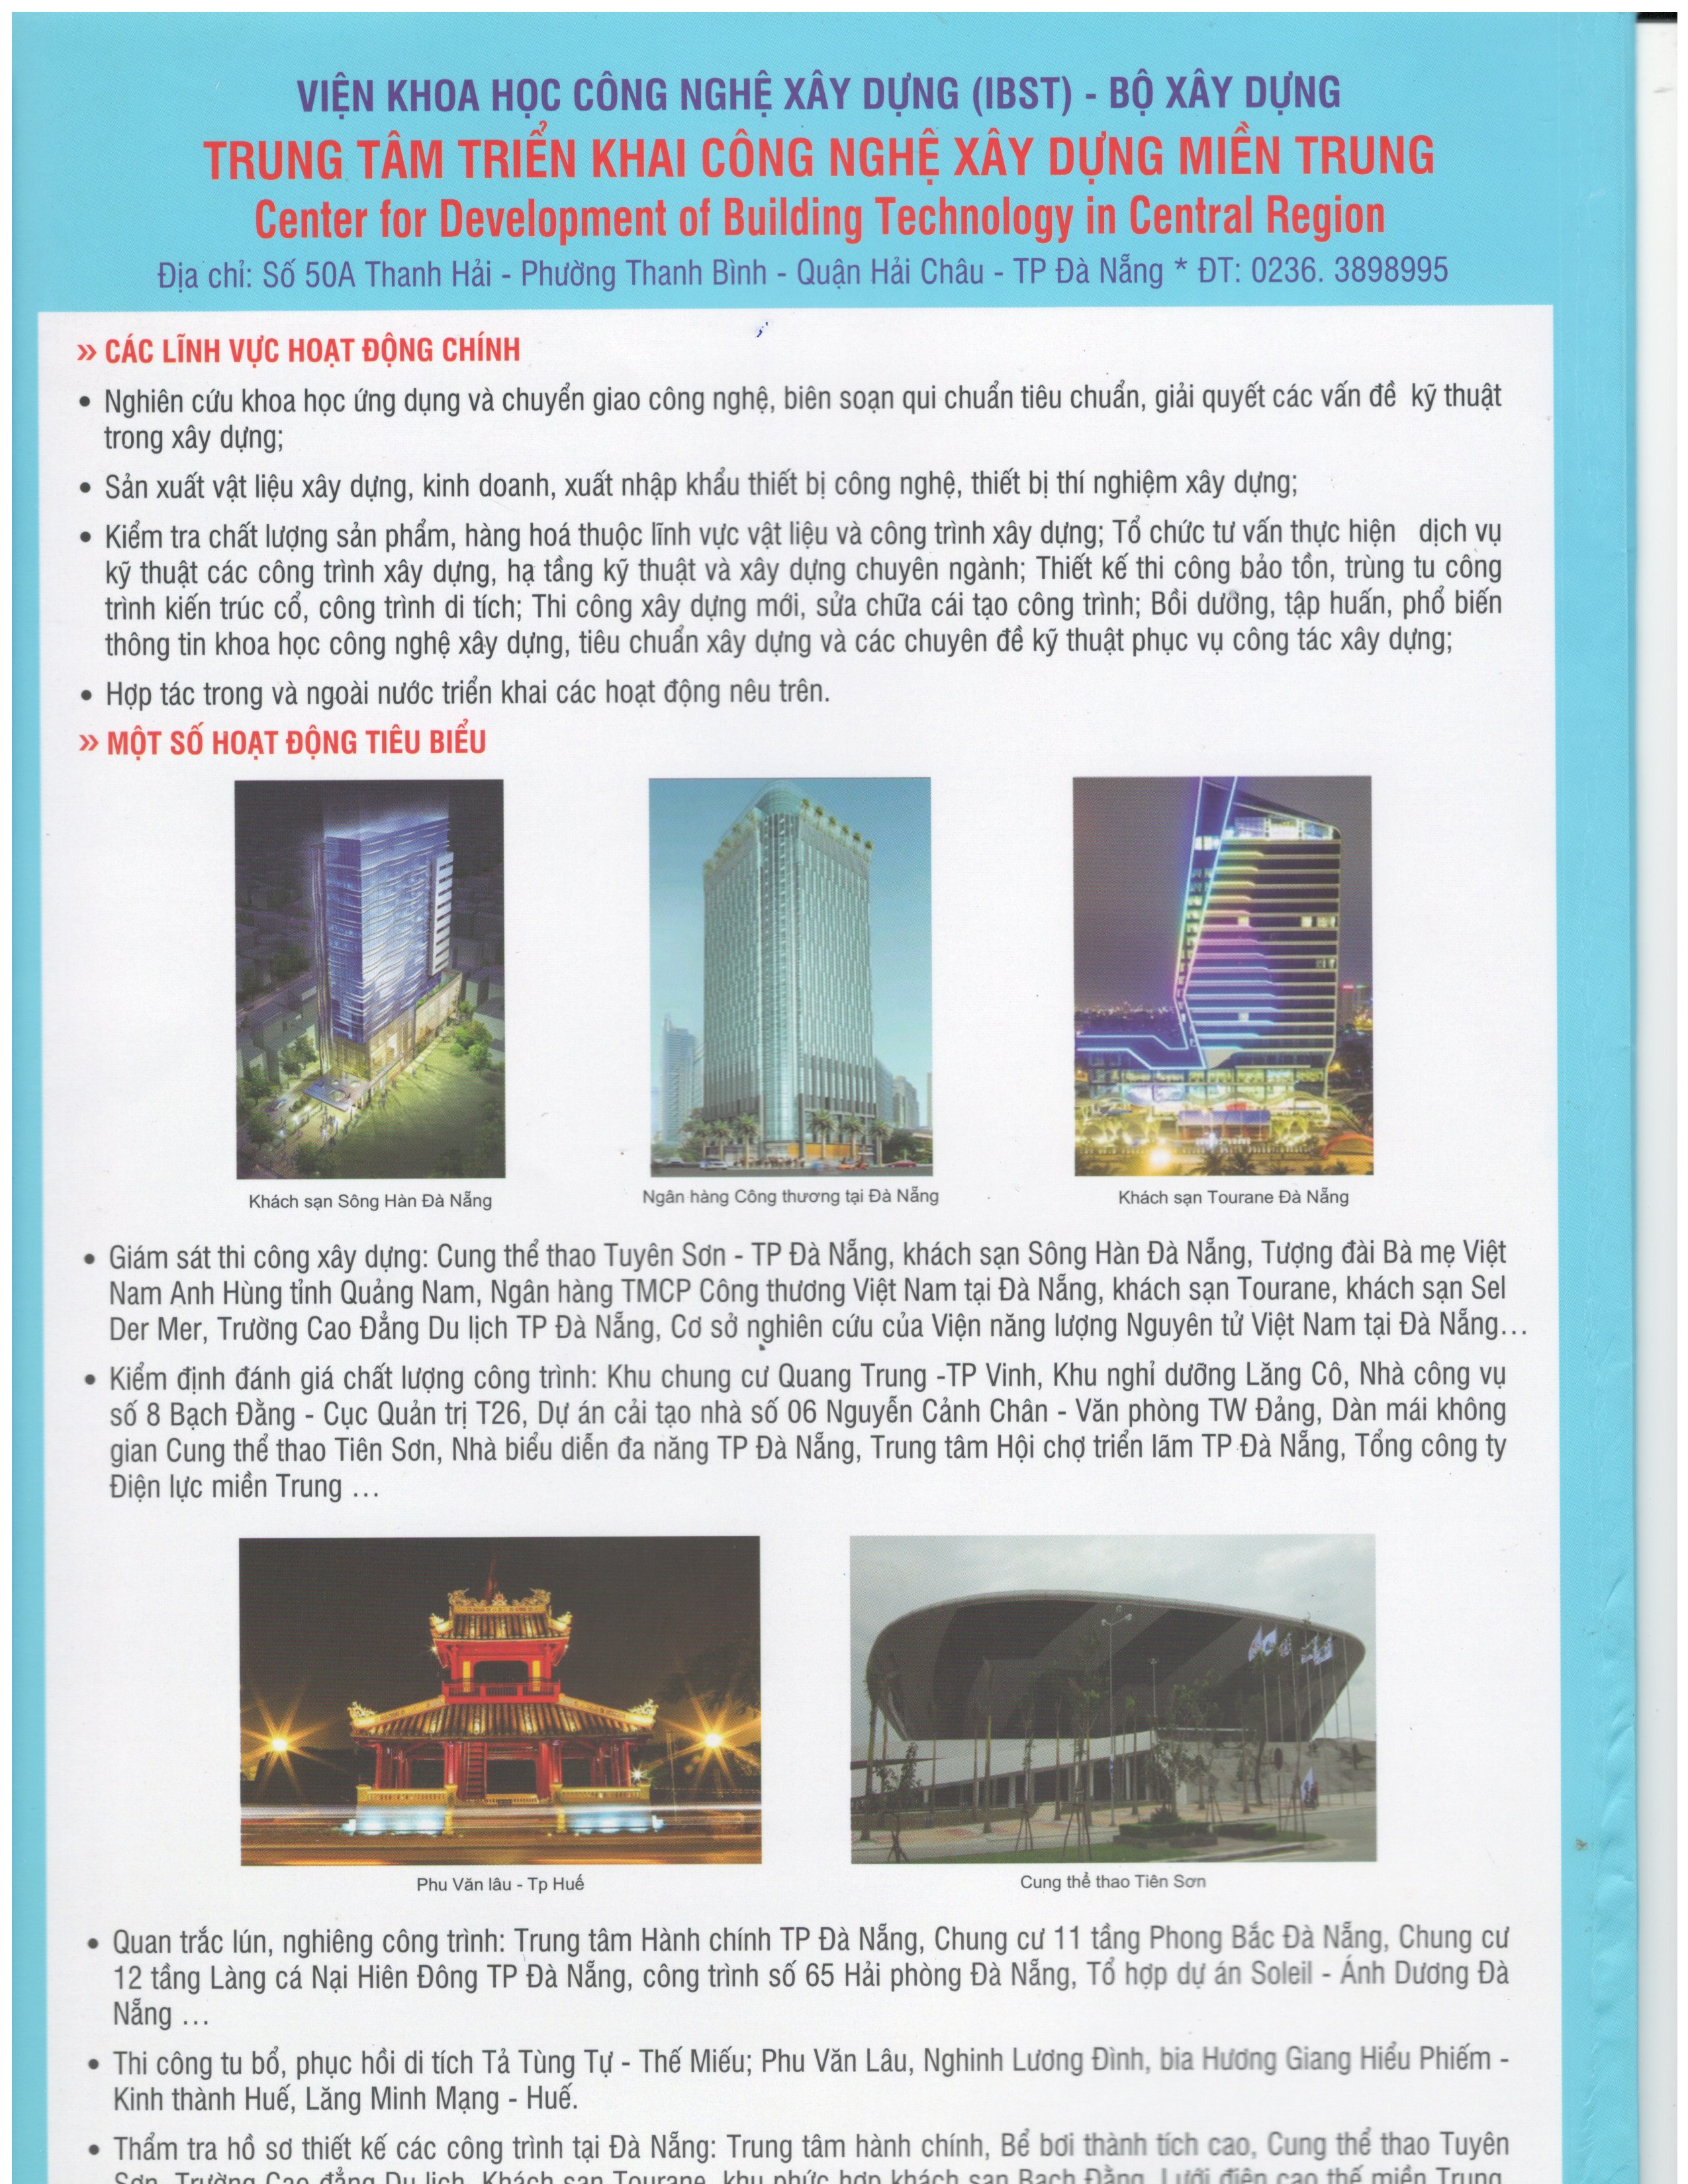 VIỆN KHOA HỌC CÔNG NGHỆ XÂY DỰNG (IBST) - BỘ XÂY DỰNG
TRUNG TÂM TRIỂN KHAI CÔNG NGHỆ XÂY DỰNG MIỀN TRUNG
Center for Development of Building Technology in Central Region
Địa chỉ: Số 50A Thanh Hải - Phường Thanh Bình - Quận Hải Châu - TP Đà Nẵng * ĐT: 0236. 3898995
» CÁC LĨNH VỰC HOẠT ĐỘNG CHÍNH
• Nghiên cứu khoa học ứng dụng và chuyển giao công nghệ, biên soạn qui chuẩn tiêu chuẩn, giải quyết các vấn đề kỹ thuật
trong xây dựng;
• Sản xuất vật liệu xây dựng, kinh doanh, xuất nhập khẩu thiết bị công nghệ, thiết bị thí nghiệm xây dựng;
• Kiểm tra chất lượng sản phẩm, hàng hoá thuộc lĩnh vực vật liệu và công trình xây dựng; Tổ chức tư vấn thực hiện dịch vụ
kỹ thuật các công trình xây dựng, hạ tầng kỹ thuật và xây dựng chuyên ngành; Thiết kế thi công bảo tồn, trùng tu công
trình kiến trúc cổ, công trình di tích; Thi công xây dựng mới, sửa chữa cái tạo công trình; Bồi dưỡng, tập huấn, phổ biến
thông tin khoa học công nghệ xây dựng, tiêu chuẩn xây dựng và các chuyên đề kỹ thuật phục vụ công tác xây dựng;
• Hợp tác trong và ngoài nước triển khai các hoạt động nêu trên.
» MỘT SỐ HOẠT ĐỘNG TIÊU BIỂU
Khách sạn Sông Hàn Đà Nẵng
Ngân hàng Công thương tại Đà Nẵng
Khách sạn Tourane Đà Nẵng
• Giám sát thi công xây dựng: Cung thể thao Tuyên Sơn - TP Đà Nẵng, khách sạn Sông Hàn Đà Nẵng, Tượng đài Bà mẹ Việt
Nam Anh Hùng tỉnh Quảng Nam, Ngân hàng TMCP Công thương Việt Nam tại Đà Nẵng, khách sạn Tourane, khách sạn Sel
Der Mer, Trường Cao Đẳng Du lịch TP Đà Nẵng, Cơ sở nghiên cứu của Viện năng lượng Nguyên tử Việt Nam tại Đà Nẵng...
• Kiểm định đánh giá chất lượng công trình: Khu chung cư Quang Trung -TP Vinh, Khu nghỉ dưỡng Lăng Cô, Nhà công vụ
số 8 Bạch Đằng - Cục Quản trị T26, Dự án cải tạo nhà số 06 Nguyễn Cảnh Chân - Văn phòng TW Đảng, Dàn mái không
gian Cung thể thao Tiên Sơn, Nhà biểu diễn đa năng TP Đà Nẵng, Trung tâm Hội chợ triển lãm TP Đà Nẵng, Tổng công ty
Điện lực miền Trung ...
Phu Văn lâu - Tp Huế
Cung thể thao Tiên Sơn
• Quan trắc lún, nghiêng công trình: Trung tâm Hành chính TP Đà Nẵng, Chung cư 11 tầng Phong Bắc Đà Nẵng, Chung cư
12 tầng Làng cá Nại Hiên Đông TP Đà Nẵng, công trình số 65 Hải phòng Đà Nẵng, Tổ hợp dự án Soleil - Ánh Dương Đà
Nẵng ...
• Thi công tu bổ, phục hồi di tích Tả Tùng Tự - Thế Miếu; Phu Văn Lâu, Nghinh Lương Đình, bia Hương Giang Hiểu Phiếm -
Kinh thành Huế, Lăng Minh Mạng - Huế.
• Thẩm tra hồ sơ thiết kế các công trình tại Đà Nẵng: Trung tâm hành chính, Bể bơi thành tích cao, Cung thể thao Tuyên
Sơn, Trường Cao đẳng Du lịch, Khách sạn Tourane, khu phức hợp khách sạn Bạch Đằng, Lưới điện cao thế miền Trung,